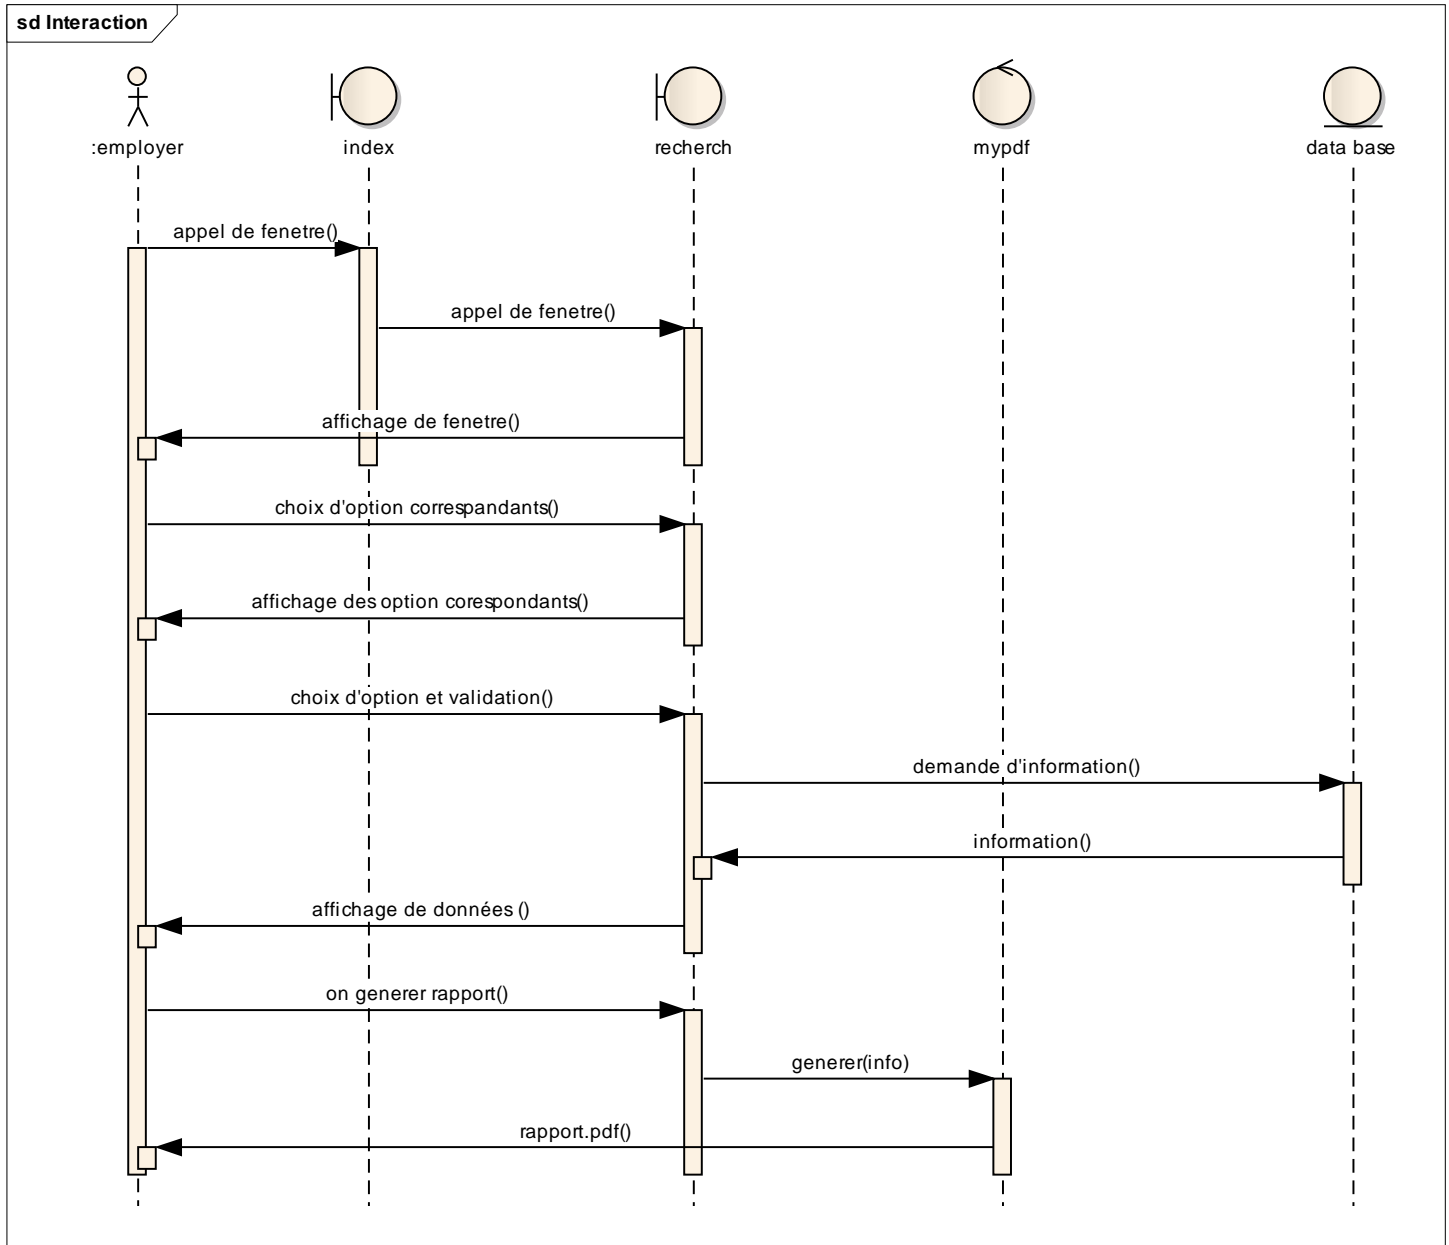 sd Interaction
:employer
index
recherch
mypdf
data base
appel de fenetre()
appel de fenetre()
affichage de fenetre()
choix d'option correspandants()
affichage des option corespondants()
choix d'option et validation()
demande d'information()
information()
affichage de données ()
on generer rapport()
generer(info)
rapport.pdf()